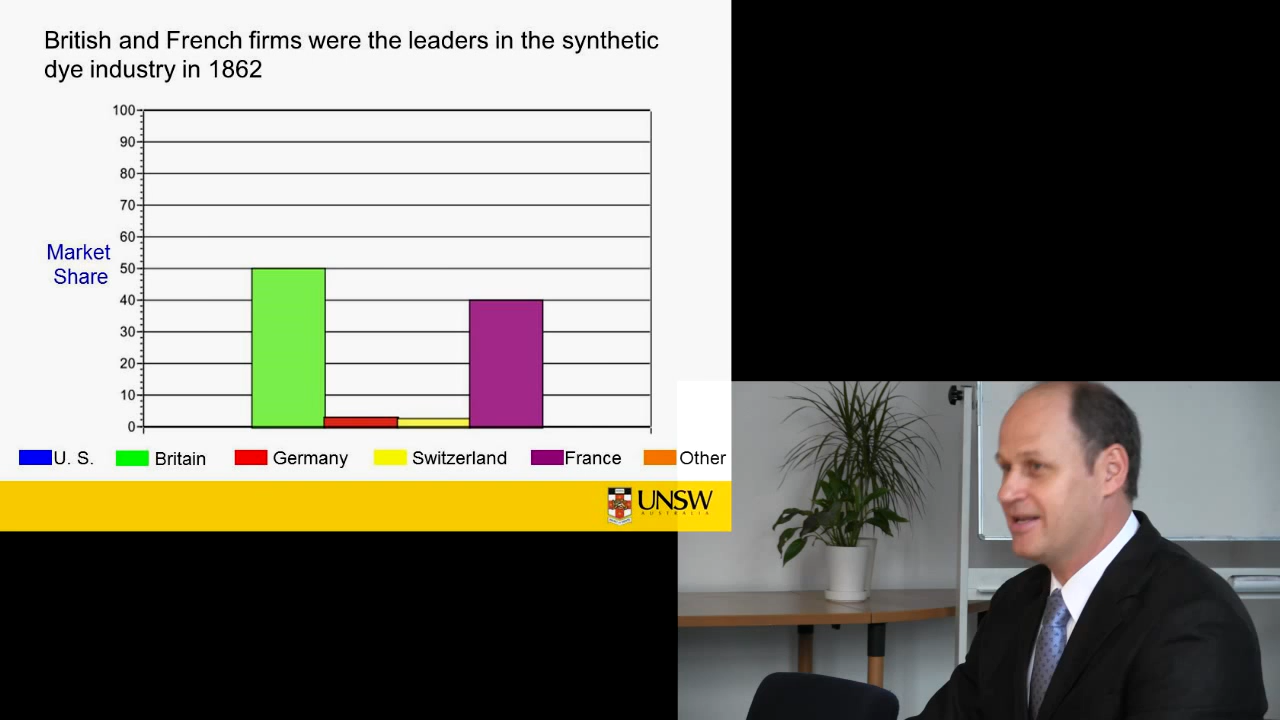 British and French firms were the leaders in the synthetic
dye industry in 1862
100
90
80
70
60
50
40
30
20
10
0
Market
Share
U. S.
Britain
Germany
Switzerland
France
Other
UNSW
AUSTRALIA